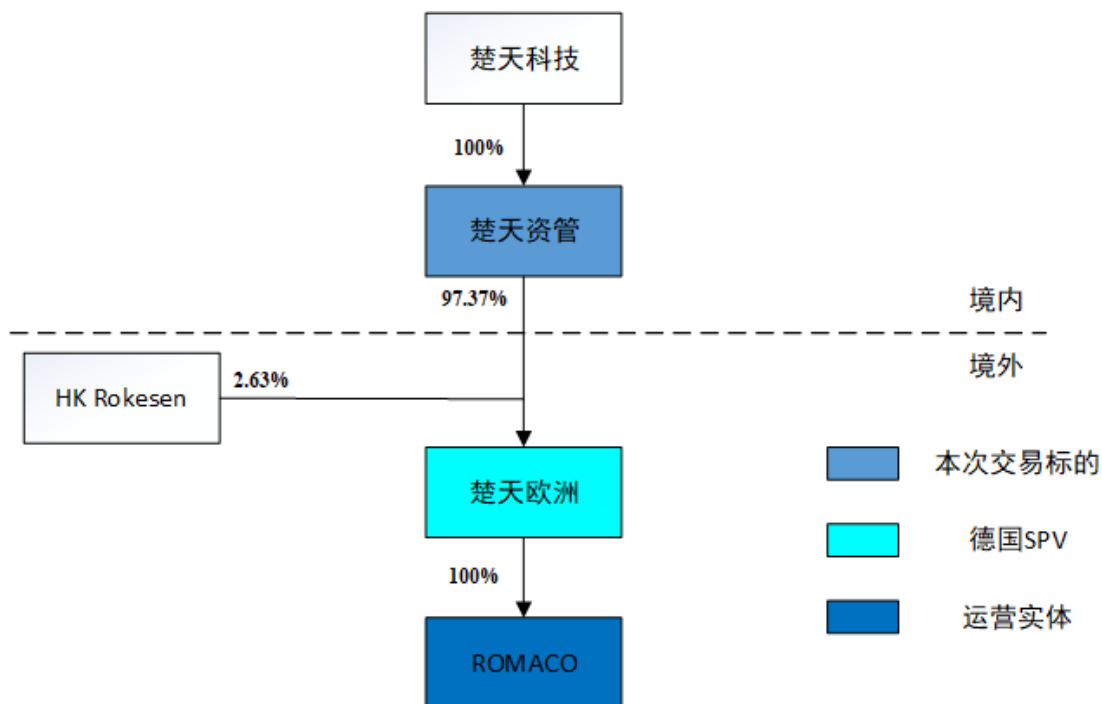 楚天科技
100%
楚天资管
97.37%
境内
境外
HK Rokesen
2.63%
楚天欧洲
本次交易标的
德国SPV
100%
运营实体
ROMACO